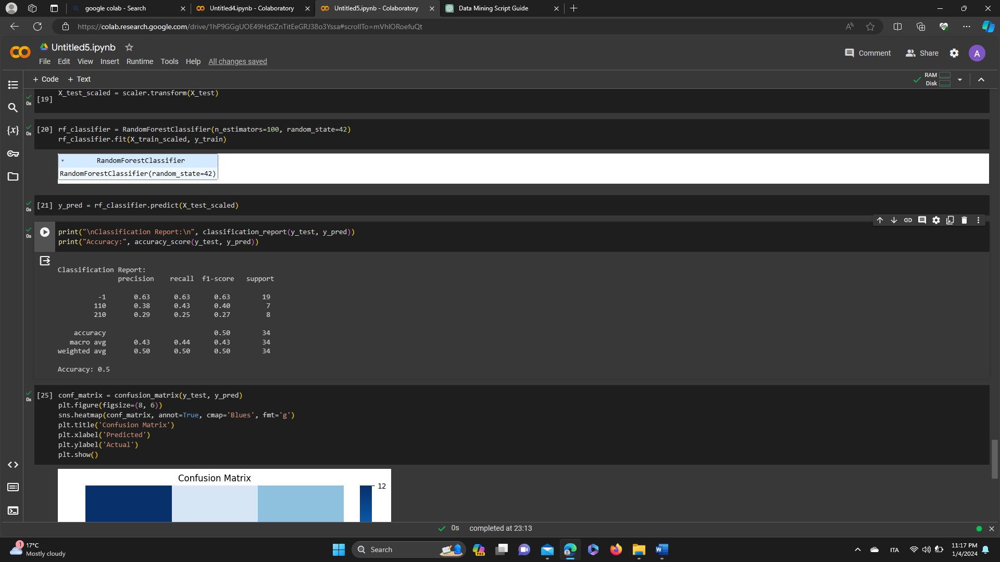 google colab - Search
Untitled4.ipynb - Colaboratory
Untitled5.ipynb - Colaboratory
Data Mining Script Guide
https://colab.research.google.com/drive/1hP9GGgUOE49HdSZnTitEeGRJ38o3Yssa#scrollTo=mVhlORoefuQt
Untitled5.ipynb
Comment
Share
A
File Edit View Insert Runtime Tools Help All changes saved
+ Code + Text
RAM
Disk
X_test_scaled = scaler.transform(X_test)
[19]
0s
[20] rf_classifier = RandomForestClassifier(n_estimators=100, random_state=42)
0s
rf_classifier.fit(X_train_scaled, y_train)
RandomForestClassifier
RandomForestClassifier(random_state=42)
[21] y_pred = rf_classifier.predict(X_test_scaled)
0s
print("\nClassification Report:\n", classification_report(y_test, y_pred))
0s
print("Accuracy:", accuracy_score(y_test, y_pred))
Classification Report:
precision recall f1-score support
-1 0.63 0.63 0.63 19
110 0.38 0.43 0.40 7
210 0.29 0.25 0.27 8
accuracy 0.50 34
macro avg 0.43 0.44 0.43 34
weighted avg 0.50 0.50 0.50 34
Accuracy: 0.5
[25] conf_matrix = confusion_matrix(y_test, y_pred)
0s
plt.figure(figsize=(8, 6))
sns.heatmap(conf_matrix, annot=True, cmap='Blues', fmt='g')
plt.title('Confusion Matrix')
plt.xlabel('Predicted')
plt.ylabel('Actual')
plt.show()
Confusion Matrix
12
0s completed at 23:13
1
17°C
Mostly cloudy
Search
PRE
ITA
11:17 PM
1/4/2024